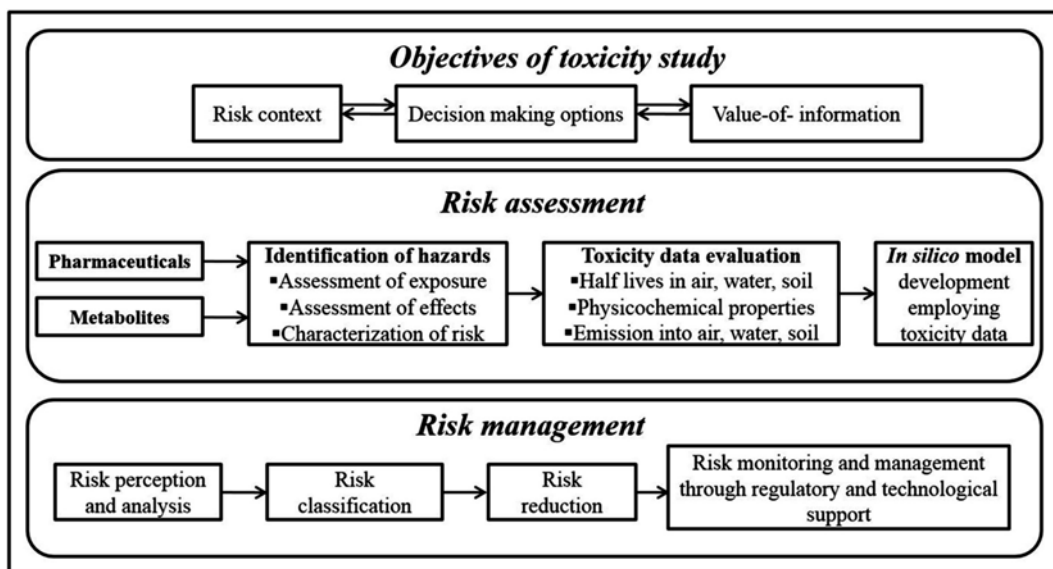 Objectives of toxicity study
Risk context
Decision making options
Value-of- information
Risk assessment
Pharmaceuticals
Metabolites
Identification of hazards
▪Assessment of exposure
▪Assessment of effects
▪Characterization of risk
Toxicity data evaluation
▪Half lives in air, water, soil
▪Physicochemical properties
▪Emission into air, water, soil
In silico model
development
employing
toxicity data
Risk management
Risk perception
and analysis
Risk
classification
Risk
reduction
Risk monitoring and management
through regulatory and technological
support